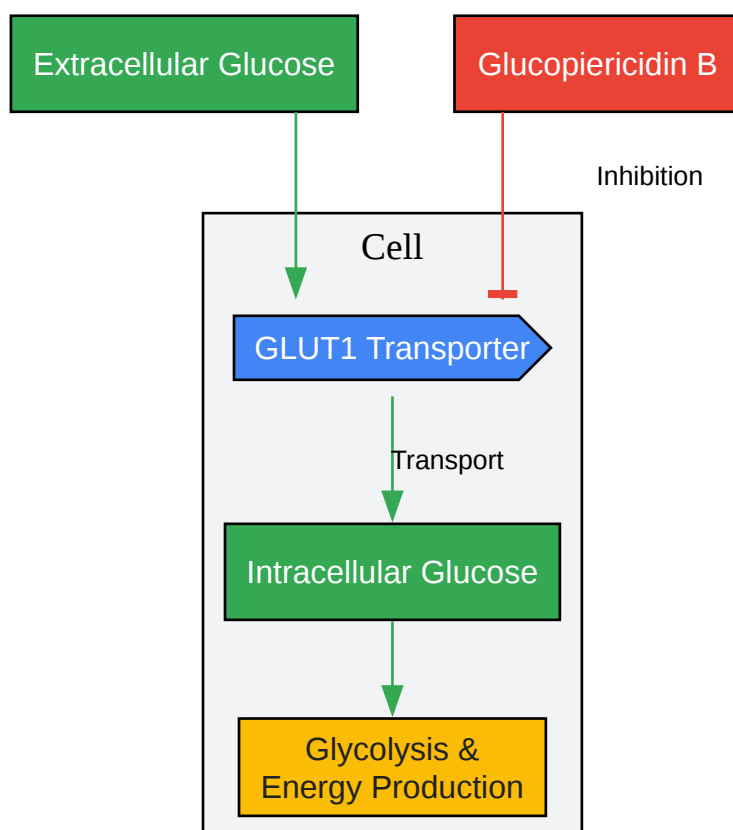 Extracellular Glucose
Glucopiericidin B
Inhibition
Cell
GLUT1 Transporter
Transport
Intracellular Glucose
Glycolysis &
Energy Production